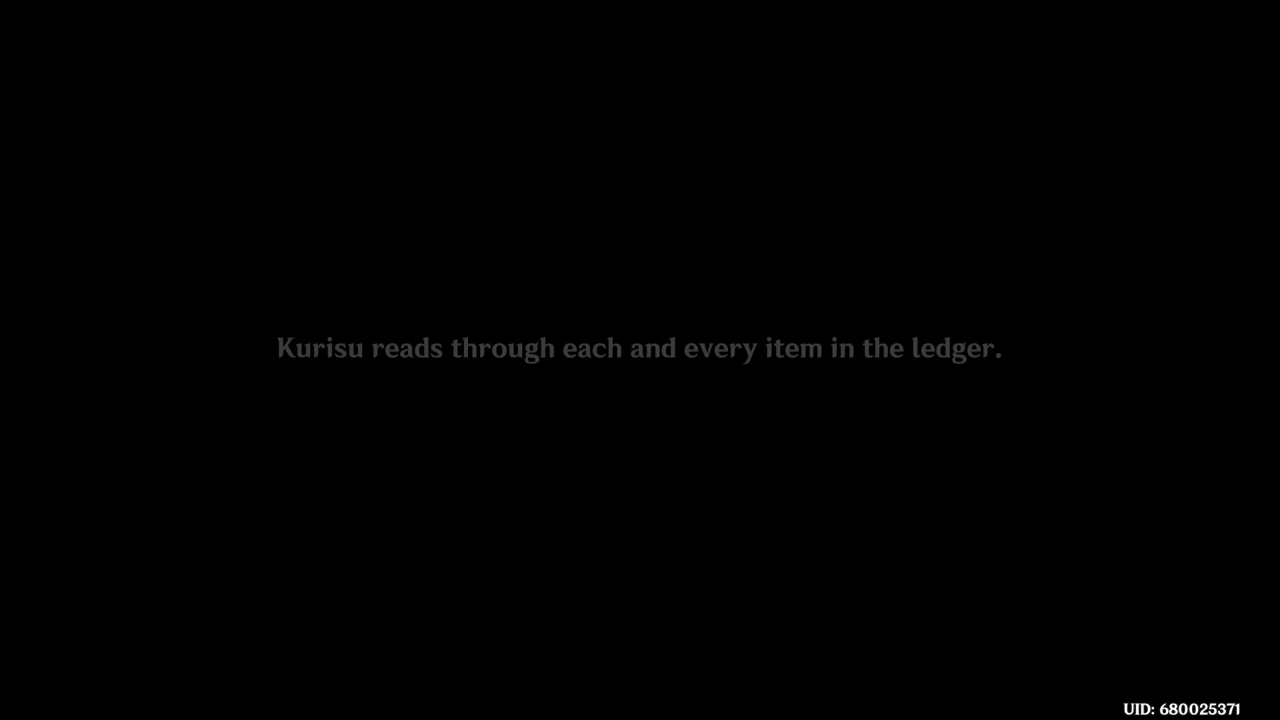 Kurisu reads through each and every item in the ledger.
UID: 680025371